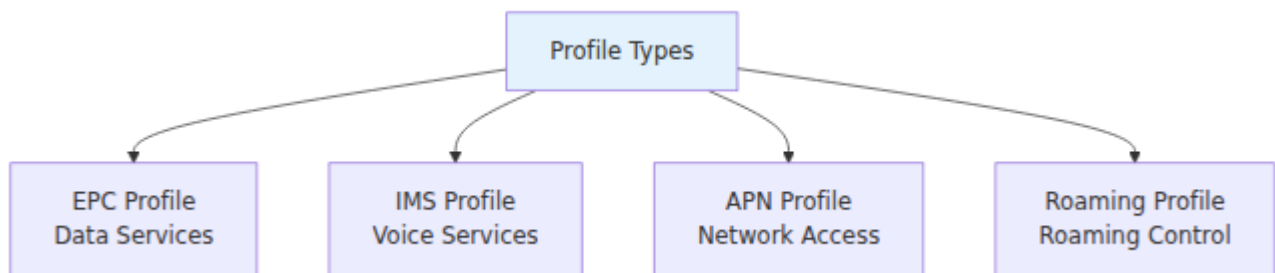 Profile Types
EPC Profile
Data Services
IMS Profile
Voice Services
APN Profile
Network Access
Roaming Profile
Roaming Control